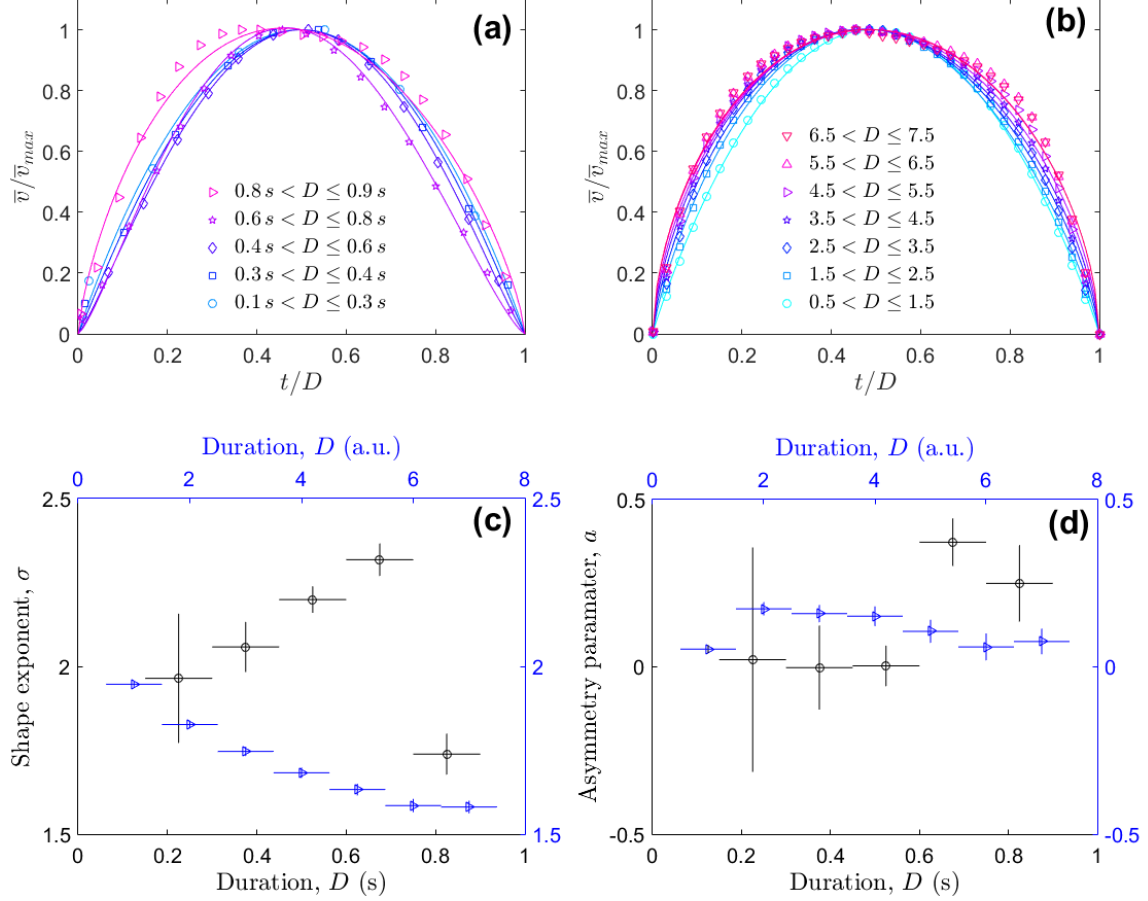 (a)
1
0.8
0.6
0.4
0.2
0
v̅/v̅max
0.8 s < D ≤ 0.9 s
0.6 s < D ≤ 0.8 s
0.4 s < D ≤ 0.6 s
0.3 s < D ≤ 0.4 s
0.1 s < D ≤ 0.3 s
0 0.2 0.4 0.6 0.8 1
t/D
(b)
1
0.8
0.6
0.4
0.2
0
v̅/v̅max
6.5 < D ≤ 7.5
5.5 < D ≤ 6.5
4.5 < D ≤ 5.5
3.5 < D ≤ 4.5
2.5 < D ≤ 3.5
1.5 < D ≤ 2.5
0.5 < D ≤ 1.5
0 0.2 0.4 0.6 0.8 1
t/D
Duration, D (a.u.)
0 2 4 6 8
(c)
2.5
2
1.5
Shape exponent, σ
2.5
2
1.5
0 0.2 0.4 0.6 0.8 1
Duration, D (s)
Duration, D (a.u.)
0 2 4 6 8
(d)
0.5
0
-0.5
Asymmetry paramater, a
0.5
0
-0.5
0 0.2 0.4 0.6 0.8 1
Duration, D (s)